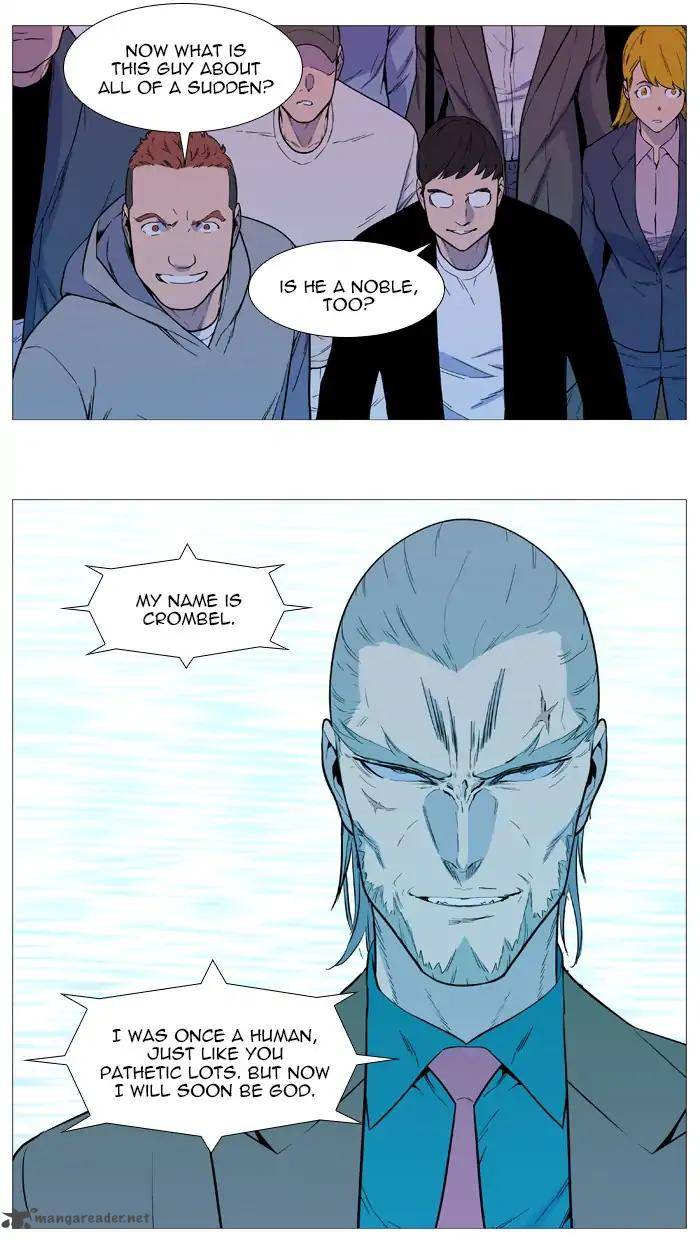 NOW WHAT IS
THIS GUY ABOUT
ALL OF A SUDDEN?
IS HE A NOBLE,
TOO?
MY NAME IS
CROMBEL.
I WAS ONCE A HUMAN,
JUST LIKE YOU
PATHETIC LOTS. BUT NOW
I WILL SOON BE GOD.
mangareader.net